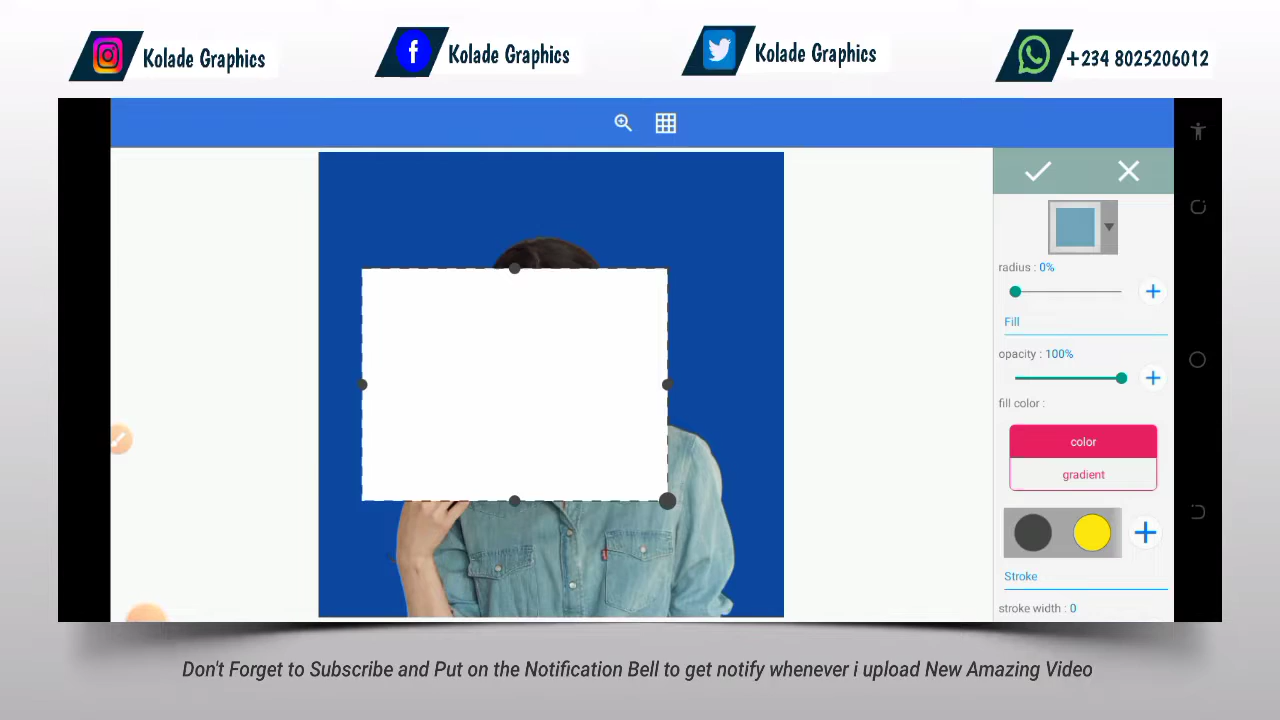 Kolade Graphics
Kolade Graphics
Kolade Graphics
+234 8025206012
radius : 0%
Fill
opacity : 100%
fill color :
color
gradient
Stroke
stroke width : 0
Don't Forget to Subscribe and Put on the Notification Bell to get notify whenever i upload New Amazing Video